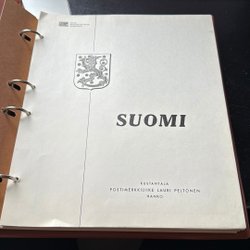 SUOMI
KUSTANTAJA
POSTIMERKKILIIKE LAURI PELTONEN
HANKO